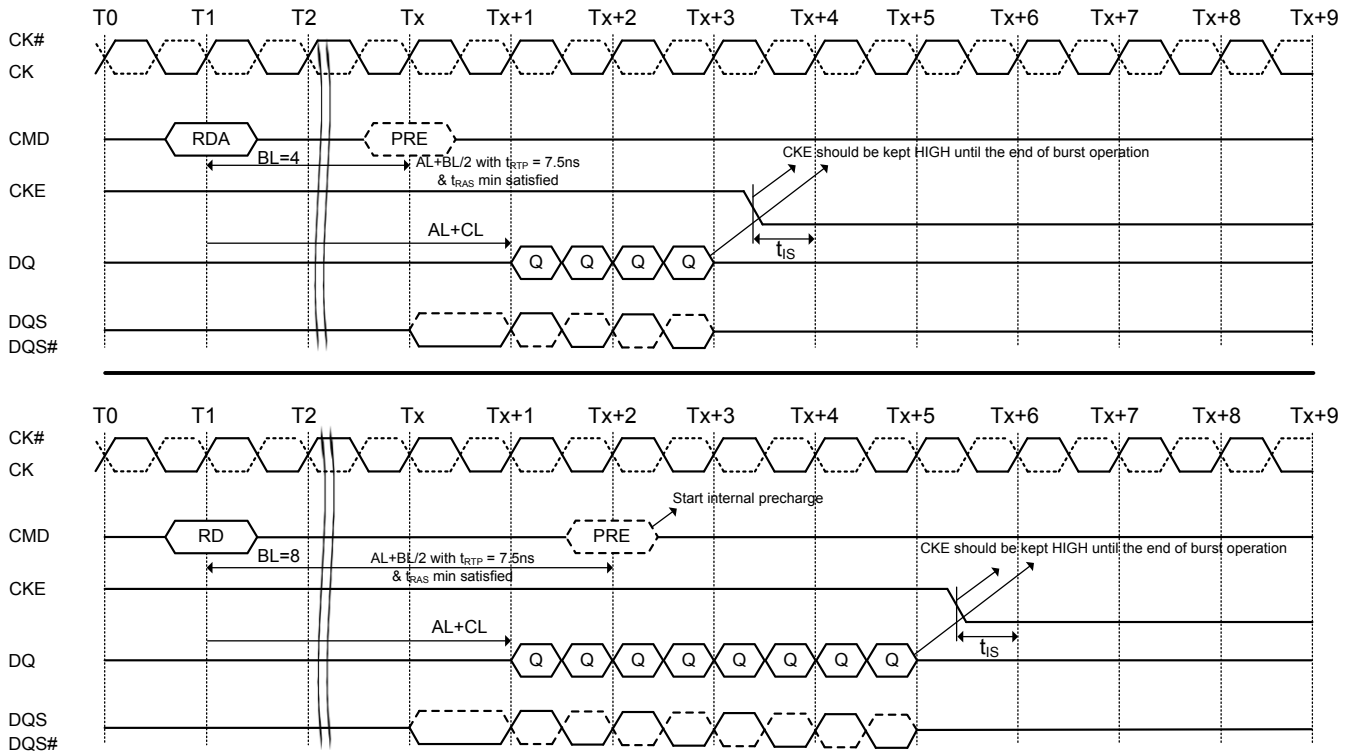 T0 T1 T2 Tx Tx+1 Tx+2 Tx+3 Tx+4 Tx+5 Tx+6 Tx+7 Tx+8 Tx+9
CK#
CK
CMD RDA PRE
BL=4 AL+BL/2 with tRTP = 7.5ns
& tRAS min satisfied
CKE should be kept HIGH until the end of burst operation
CKE
AL+CL
tIS
DQ Q Q Q Q
DQS
DQS#
T0 T1 T2 Tx Tx+1 Tx+2 Tx+3 Tx+4 Tx+5 Tx+6 Tx+7 Tx+8 Tx+9
CK#
CK
Start internal precharge
CMD RD PRE
BL=8 AL+BL/2 with tRTP = 7.5ns
& tRAS min satisfied
CKE should be kept HIGH until the end of burst operation
CKE
AL+CL
tIS
DQ Q Q Q Q Q Q Q Q
DQS
DQS#